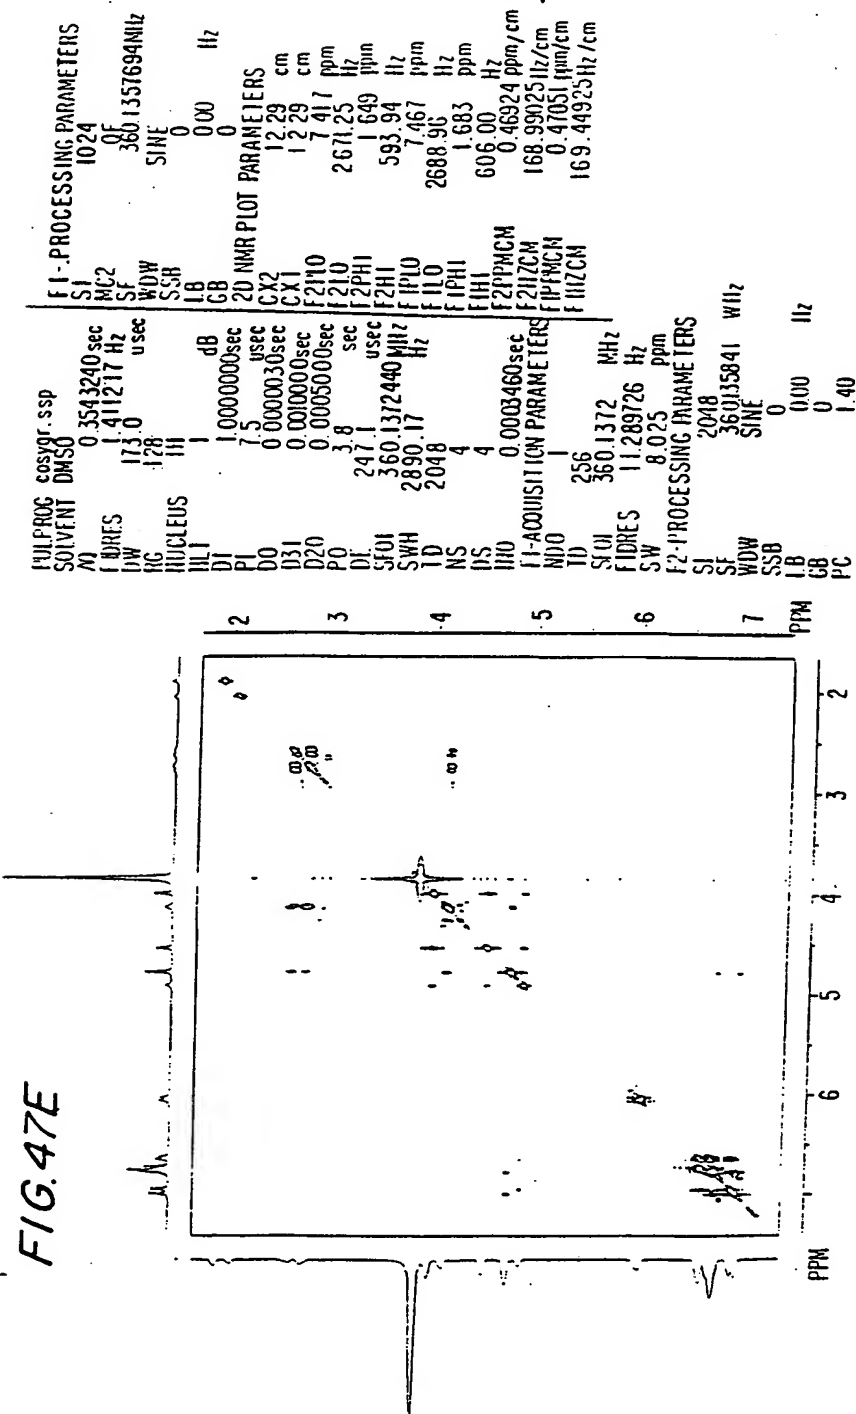 FIG.47E
PULPROG cosygr.ssp
SOLVENT DMSO
0.3543240 sec
FIDRES 1.411217 Hz
DW 173.0 usec
RG 128
NUCLEUS
1 dB
D1 1.0000000sec
P1 7.5 usec
D0 0.0000030sec
D31 0.0010000sec
D20 0.0005000sec
P0 3.8 sec
DE 247.1 usec
SFO1 360.1372440 MHz
SWH 2890.17 Hz
TD 2048
NS 4
DS 4
0.0003460sec
F1-ACQUISITION PARAMETERS
ND0 1
TD 256
SFO1 360.1372 MHz
FIDRES 11.289726 Hz
SW 8.025 ppm
F2-PROCESSING PARAMETERS
SI 2048
SF 360.135841
WDW SINE
SSB 0
LB 0.00 Hz
GB 0
PC 1.40
F1-.PROCESSING PARAMETERS
SI 1024
MC2 QF
SF 360.1357694MHz
WDW SINE
SSB 0
LB 0.00 Hz
GB 0
2D NMR PLOT PARAMETERS
CX2 12.29 cm
CX1 12.29 cm
7.417 ppm
F2LO 2671.25 Hz
F2PHI 1.649 ppm
F2HI 593.94 Hz
F1PLO 7.467 ppm
F1LO 2688.96 Hz
F1PHI 1.683 ppm
F1HI 606.00 Hz
F2PPMCM 0.46924 ppm/cm
F2HZCM 168.99025 Hz/cm
F1PPMCM 0.47051 ppm/cm
F1HZCM 169.44925 Hz/cm
2
3
4
5
6
7
PPM
PPM
6
5
4
3
2